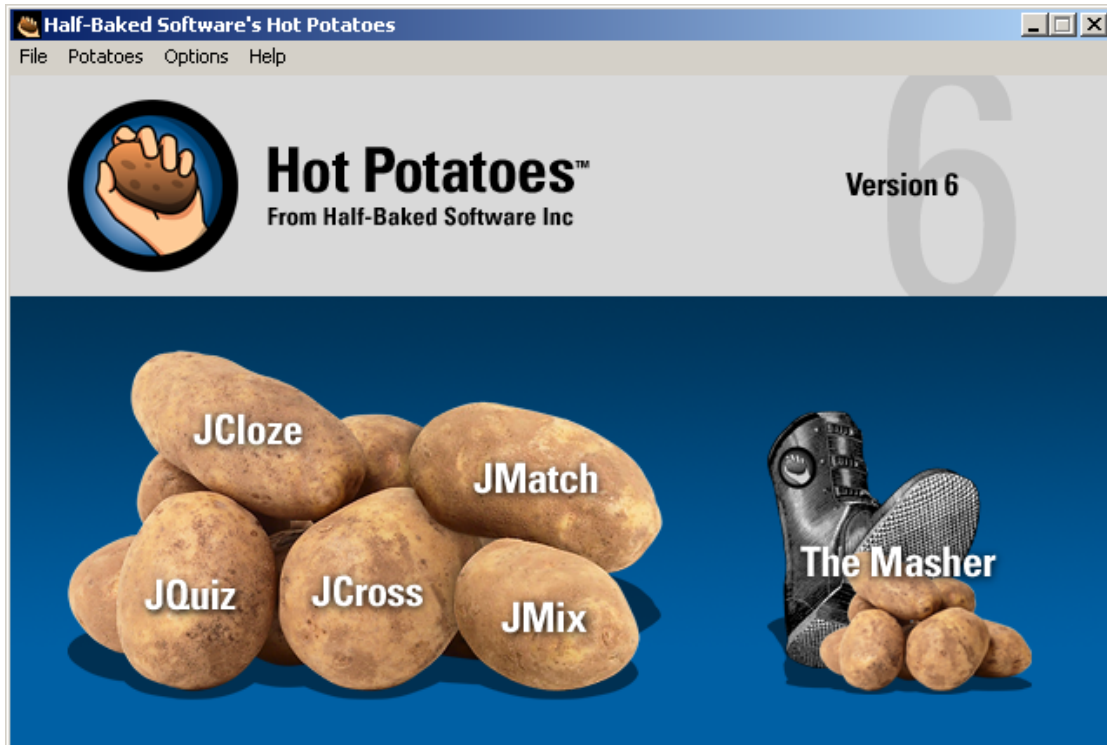 Half-Baked Software's Hot Potatoes
File Potatoes Options Help
Hot Potatoes™
From Half-Baked Software Inc
6
Version 6
JCloze
JMatch
JQuiz
JCross
JMix
The Masher